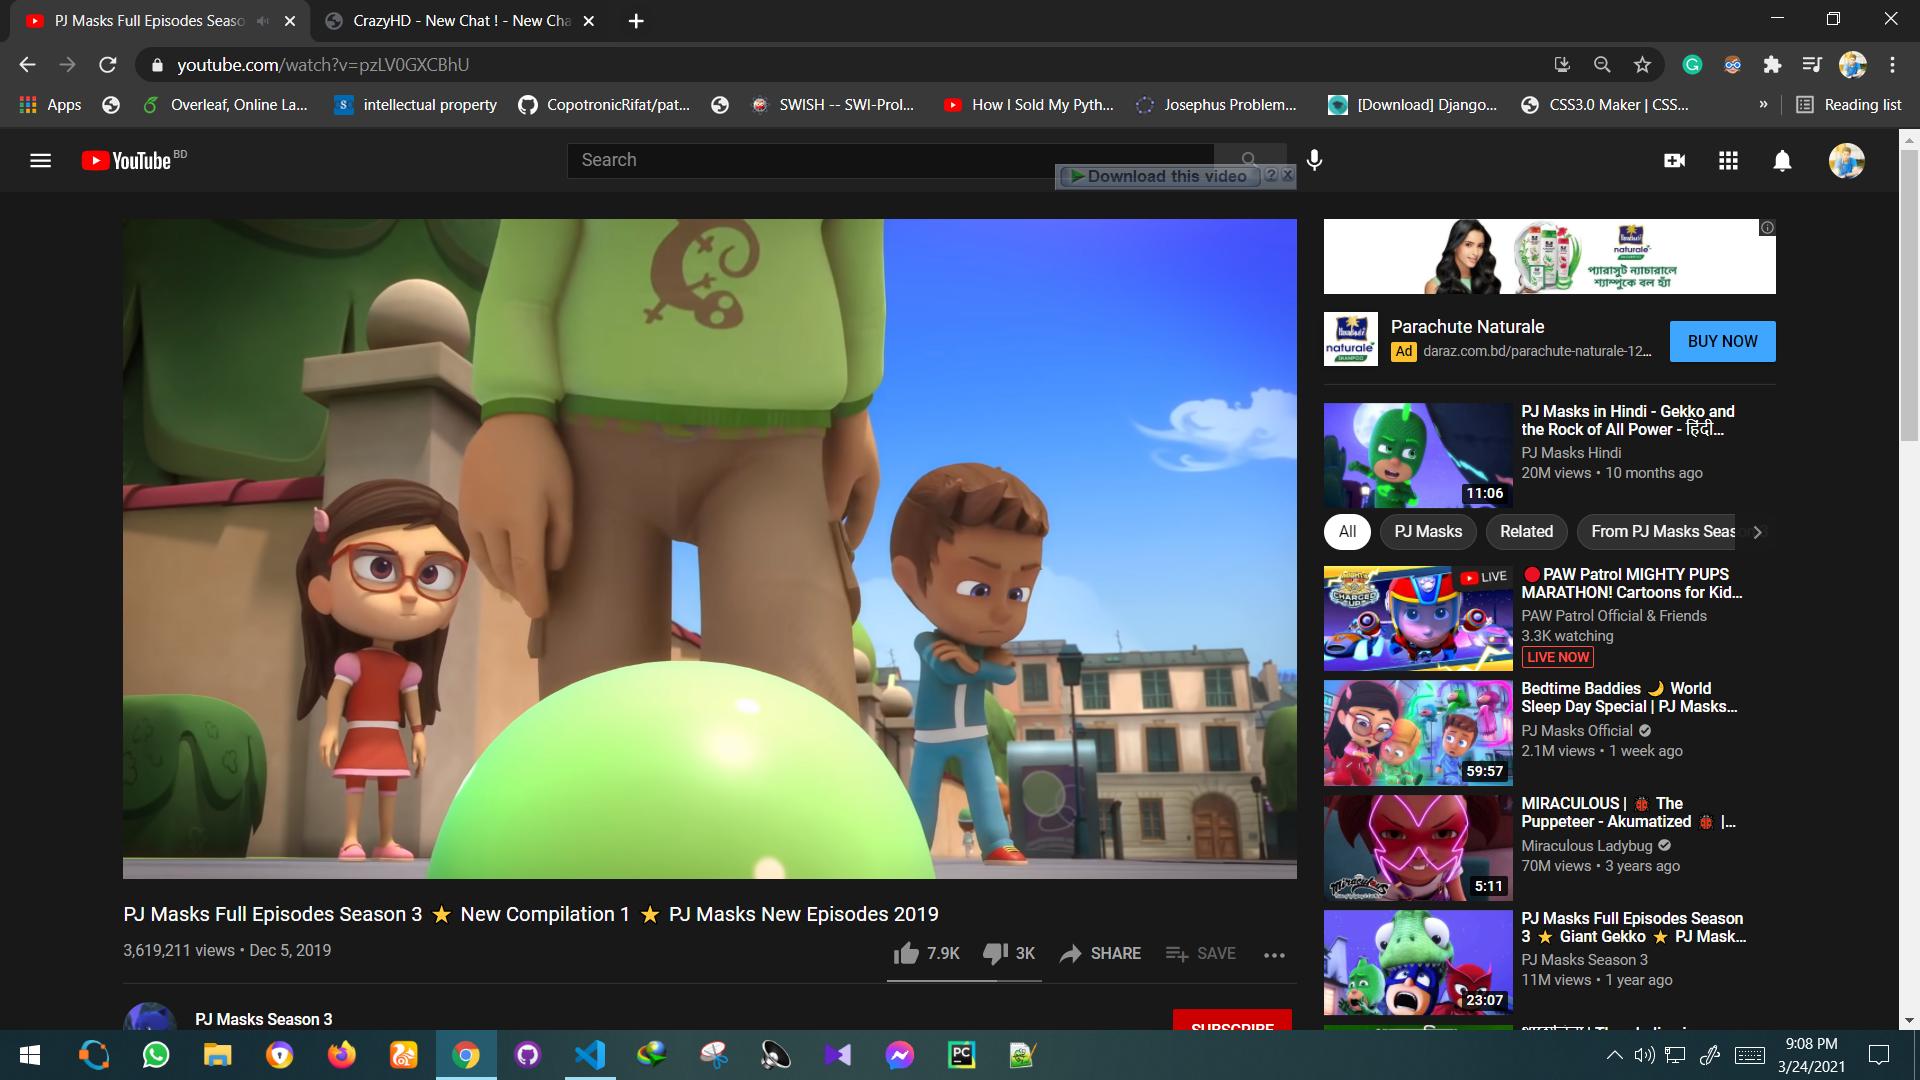 PJ Masks Full Episodes Seaso
CrazyHD - New Chat ! - New Cha
youtube.com/watch?v=pzLV0GXCBhU
Apps
Overleaf, Online La...
intellectual property
CopotronicRifat/pat...
SWISH -- SWI-Prol...
How I Sold My Pyth...
Josephus Problem...
[Download] Django...
CSS3.0 Maker | CSS...
»
Reading list
YouTube BD
Search
Download this video
naturale
প্যারাসুট ন্যাচারালে
শ্যাম্পুকে বল হ্যাঁ
naturale
SHAMPOO
Parachute Naturale
Ad daraz.com.bd/parachute-naturale-12...
BUY NOW
11:06
PJ Masks in Hindi - Gekko and
the Rock of All Power - हिंदी...
PJ Masks Hindi
20M views • 10 months ago
All
PJ Masks
Related
From PJ Masks Season 3
CHARGED UP
LIVE
PAW Patrol MIGHTY PUPS
MARATHON! Cartoons for Kid...
PAW Patrol Official & Friends
3.3K watching
LIVE NOW
59:57
Bedtime Baddies 🌙 World
Sleep Day Special | PJ Masks...
PJ Masks Official
2.1M views • 1 week ago
Miraculous
5:11
MIRACULOUS | 🐞 The
Puppeteer - Akumatized 🐞 |...
Miraculous Ladybug
70M views • 3 years ago
23:07
PJ Masks Full Episodes Season
3 ⭐ Giant Gekko ⭐ PJ Mask...
PJ Masks Season 3
11M views • 1 year ago
PJ Masks Full Episodes Season 3 ⭐ New Compilation 1 ⭐ PJ Masks New Episodes 2019
3,619,211 views • Dec 5, 2019
7.9K
3K
SHARE
SAVE
PJ Masks Season 3
SUBSCRIBE
PC
9:08 PM
3/24/2021